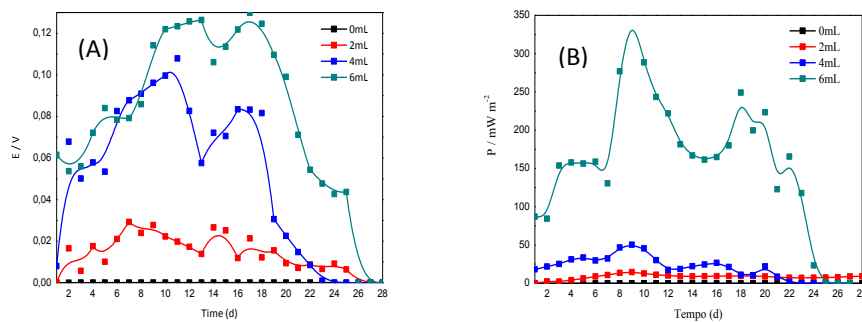 (A)
0mL
2mL
4mL
6mL
E / V
0,12
0,10
0,08
0,06
0,04
0,02
0,00
2 4 6 8 10 12 14 16 18 20 22 24 26 28
Time (d)
(B)
0mL
2mL
4mL
6mL
P / mW m-2
350
300
250
200
150
100
50
0
2 4 6 8 10 12 14 16 18 20 22 24 26
Tempo (d)